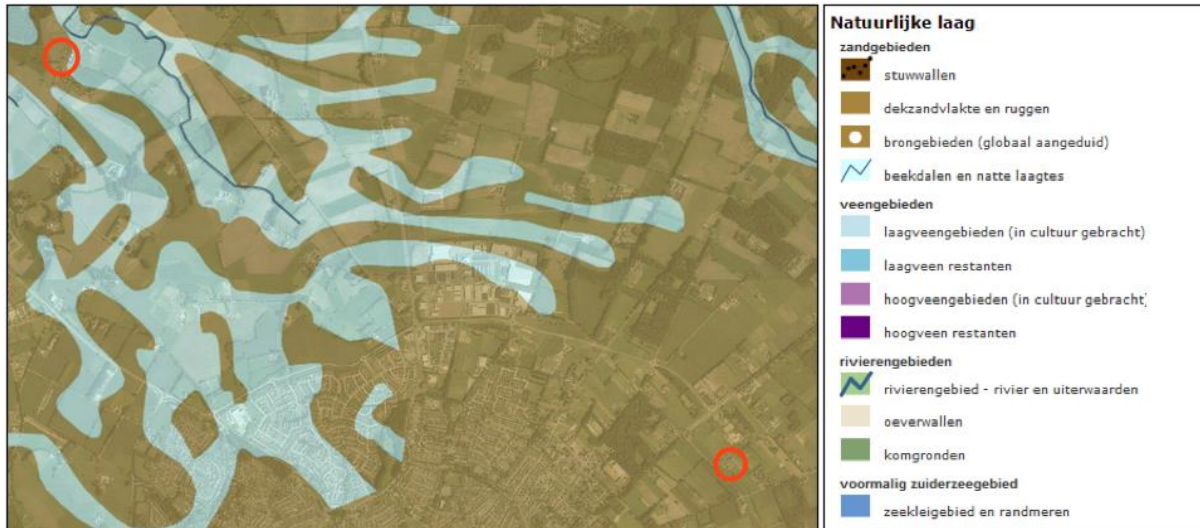 Natuurlijke laag
zandgebieden
stuwwallen
dekzandvlakte en ruggen
brongebieden (globaal aangeduid)
beekdalen en natte laagtes
veengebieden
laagveengebieden (in cultuur gebracht)
laagveen restanten
hoogveengebieden (in cultuur gebracht)
hoogveen restanten
rivierengebieden
rivierengebied - rivier en uiterwaarden
oeverwallen
komgronden
voormalig zuiderzeegebied
zeekleigebied en randmeren